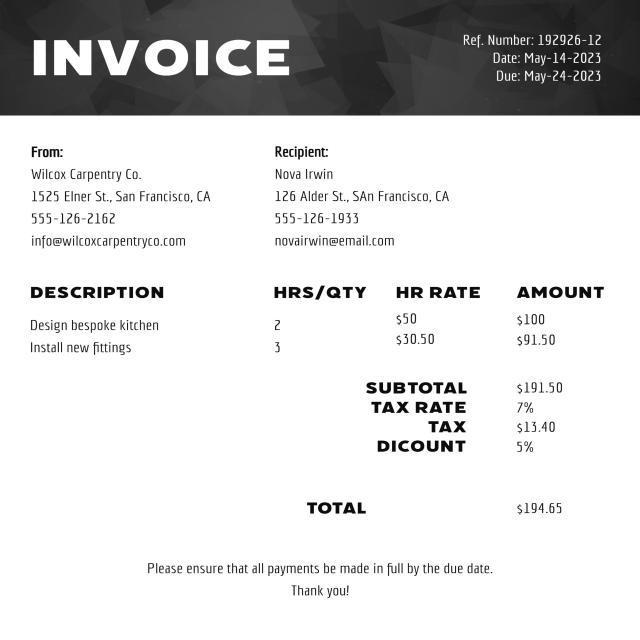 INVOICE
Ref. Number: 192926-12
Date: May-14-2023
Due: May-24-2023
From:
Wilcox Carpentry Co.
1525 Elner St., San Francisco, CA
555-126-2162
info@wilcoxcarpentryco.com
Recipient:
Nova Irwin
126 Alder St., SAn Francisco, CA
555-126-1933
novairwin@email.com
DESCRIPTION HRS/QTY HR RATE AMOUNT
Design bespoke kitchen 2 $50 $100
Install new fittings 3 $30.50 $91.50
SUBTOTAL $191.50
TAX RATE 7%
TAX $13.40
DICOUNT 5%
TOTAL $194.65
Please ensure that all payments be made in full by the due date.
Thank you!